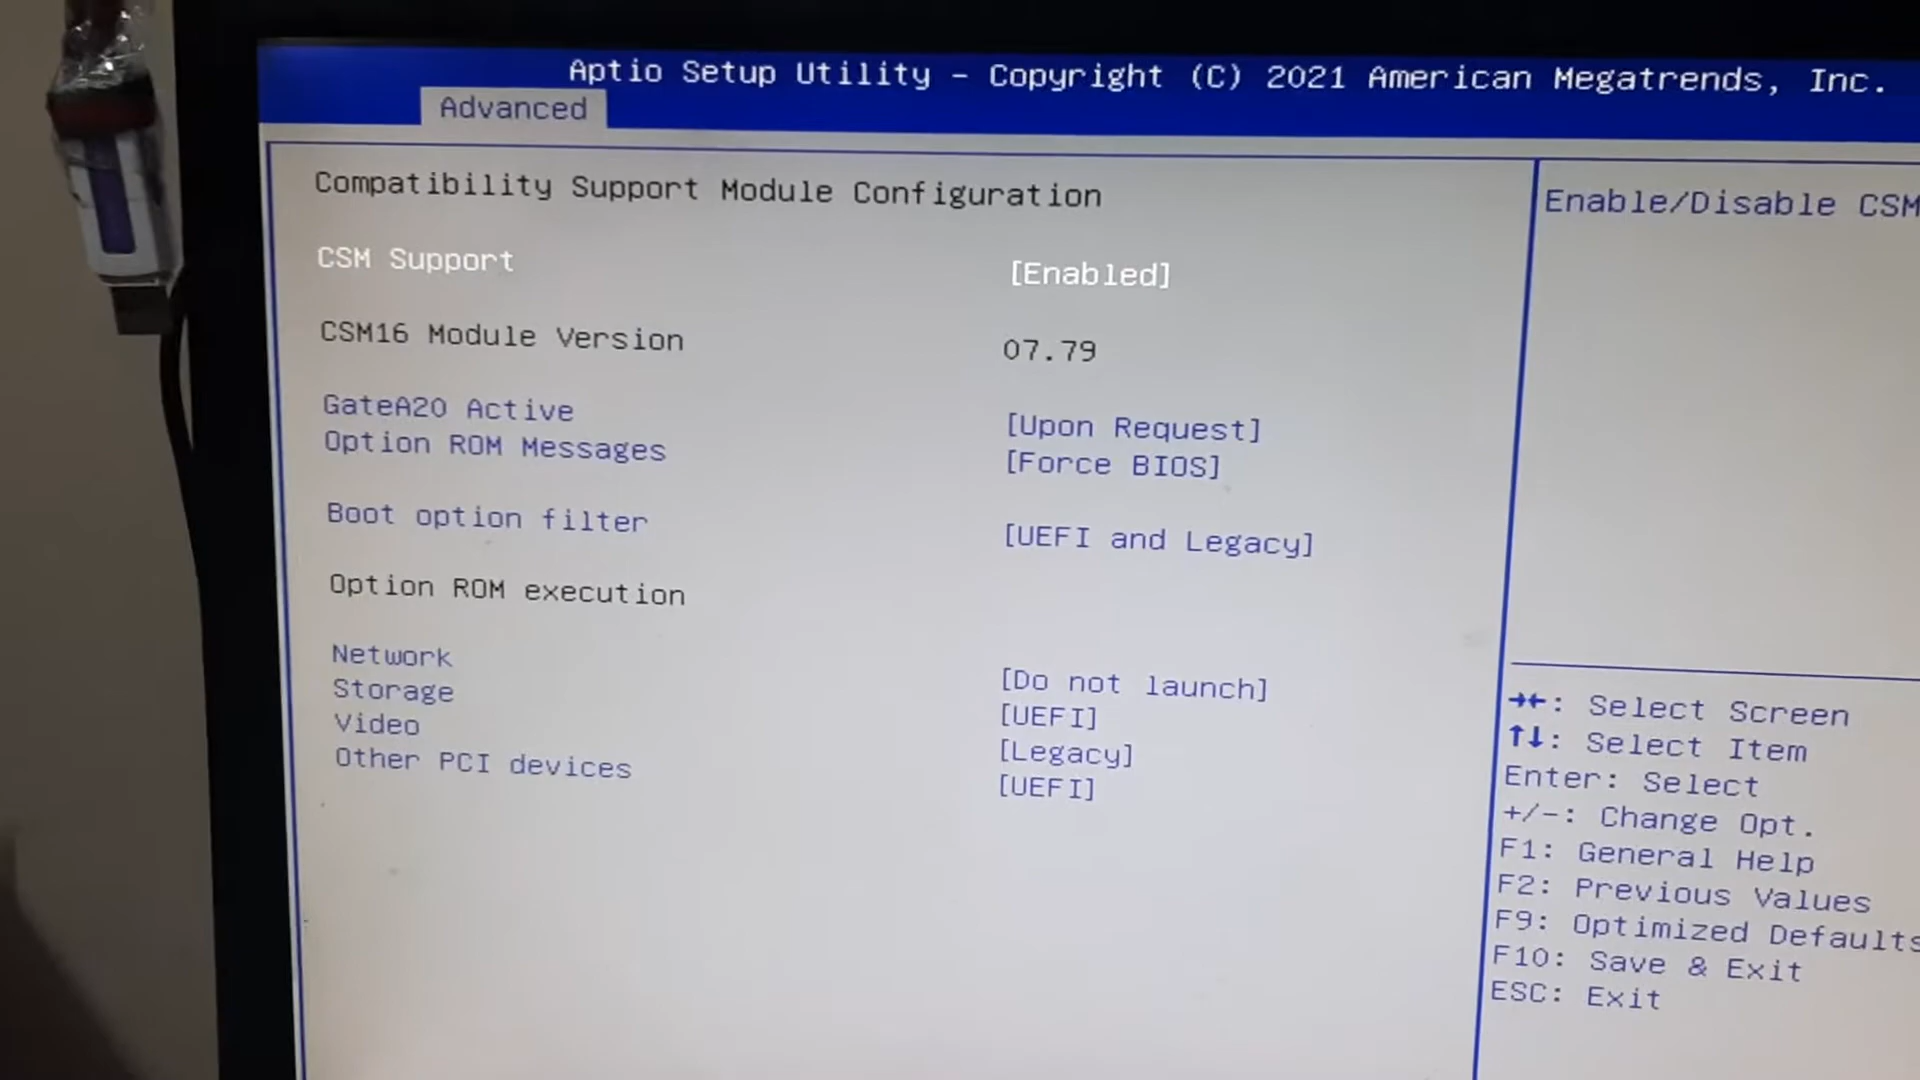 Aptio Setup Utility – Copyright (C) 2021 American Megatrends, Inc.
Advanced
Compatibility Support Module Configuration
CSM Support [Enabled]
CSM16 Module Version 07.79
GateA20 Active [Upon Request]
Option ROM Messages [Force BIOS]
Boot option filter [UEFI and Legacy]
Option ROM execution
Network [Do not launch]
Storage [UEFI]
Video [Legacy]
Other PCI devices [UEFI]
Enable/Disable CSM
→←: Select Screen
↑↓: Select Item
Enter: Select
+/-: Change Opt.
F1: General Help
F2: Previous Values
F9: Optimized Defaults
F10: Save & Exit
ESC: Exit